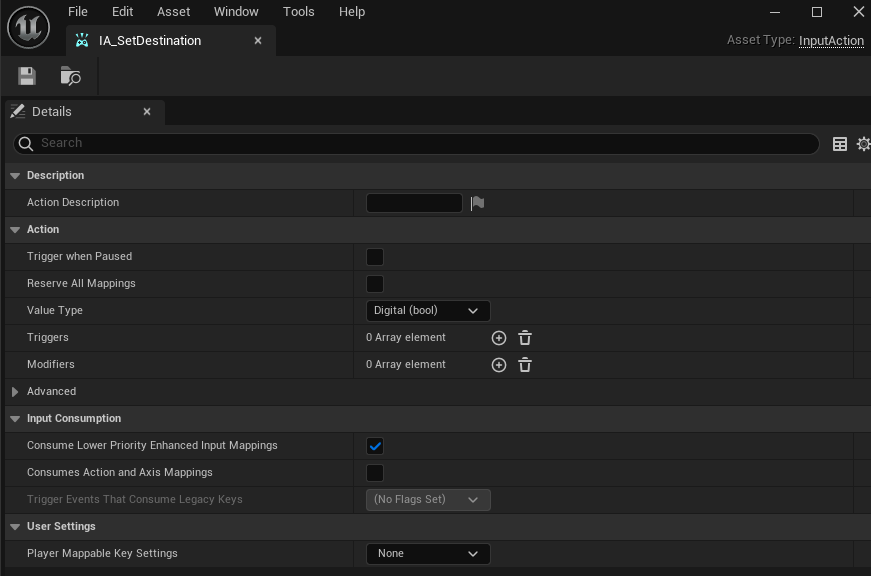 File Edit Asset Window Tools Help
IA_SetDestination
Asset Type: InputAction
Details
Search
Description
Action Description
Action
Trigger when Paused
Reserve All Mappings
Value Type Digital (bool)
Triggers 0 Array element
Modifiers 0 Array element
Advanced
Input Consumption
Consume Lower Priority Enhanced Input Mappings
Consumes Action and Axis Mappings
Trigger Events That Consume Legacy Keys (No Flags Set)
User Settings
Player Mappable Key Settings None